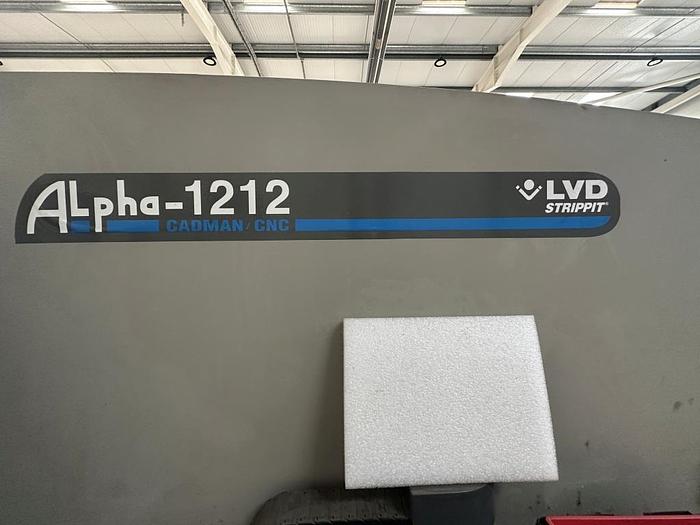 ALpha-1212
CADMAN/CNC
LVD
STRIPPIT®